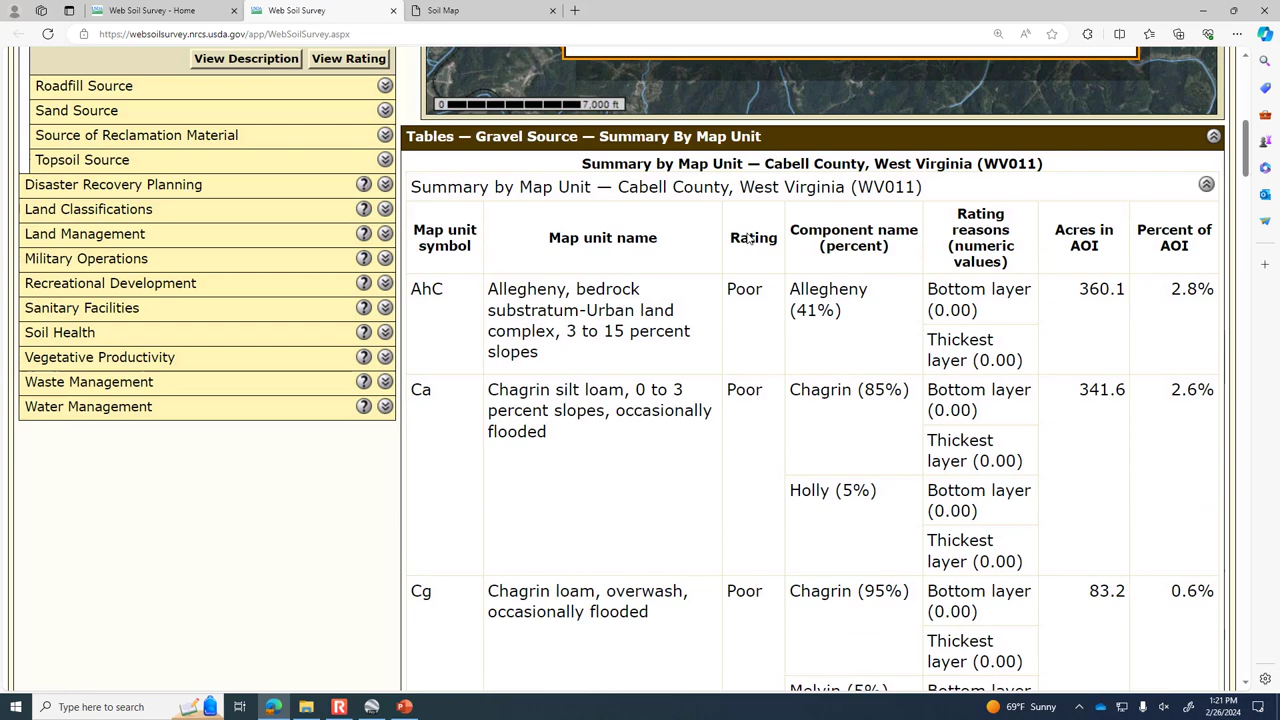 Web Soil Survey - Home
Web Soil Survey
Soil Map
https://websoilsurvey.nrcs.usda.gov/app/WebSoilSurvey.aspx
View Description
View Rating
Roadfill Source
Sand Source
Source of Reclamation Material
Topsoil Source
Disaster Recovery Planning
Land Classifications
Land Management
Military Operations
Recreational Development
Sanitary Facilities
Soil Health
Vegetative Productivity
Waste Management
Water Management
0 7,000 ft
Tables — Gravel Source — Summary By Map Unit
Summary by Map Unit — Cabell County, West Virginia (WV011)
Summary by Map Unit — Cabell County, West Virginia (WV011)
Map unit symbol
Map unit name
Rating
Component name (percent)
Rating reasons (numeric values)
Acres in AOI
Percent of AOI
AhC
Allegheny, bedrock
substratum-Urban land
complex, 3 to 15 percent
slopes
Poor
Allegheny
(41%)
Bottom layer
(0.00)
Thickest
layer (0.00)
360.1
2.8%
Ca
Chagrin silt loam, 0 to 3
percent slopes, occasionally
flooded
Poor
Chagrin (85%)
Bottom layer
(0.00)
Thickest
layer (0.00)
341.6
2.6%
Holly (5%)
Bottom layer
(0.00)
Thickest
layer (0.00)
Cg
Chagrin loam, overwash,
occasionally flooded
Poor
Chagrin (95%)
Bottom layer
(0.00)
Thickest
layer (0.00)
83.2
0.6%
Melvin (5%)
Bottom layer
Type here to search
69°F Sunny
1:21 PM
2/26/2024